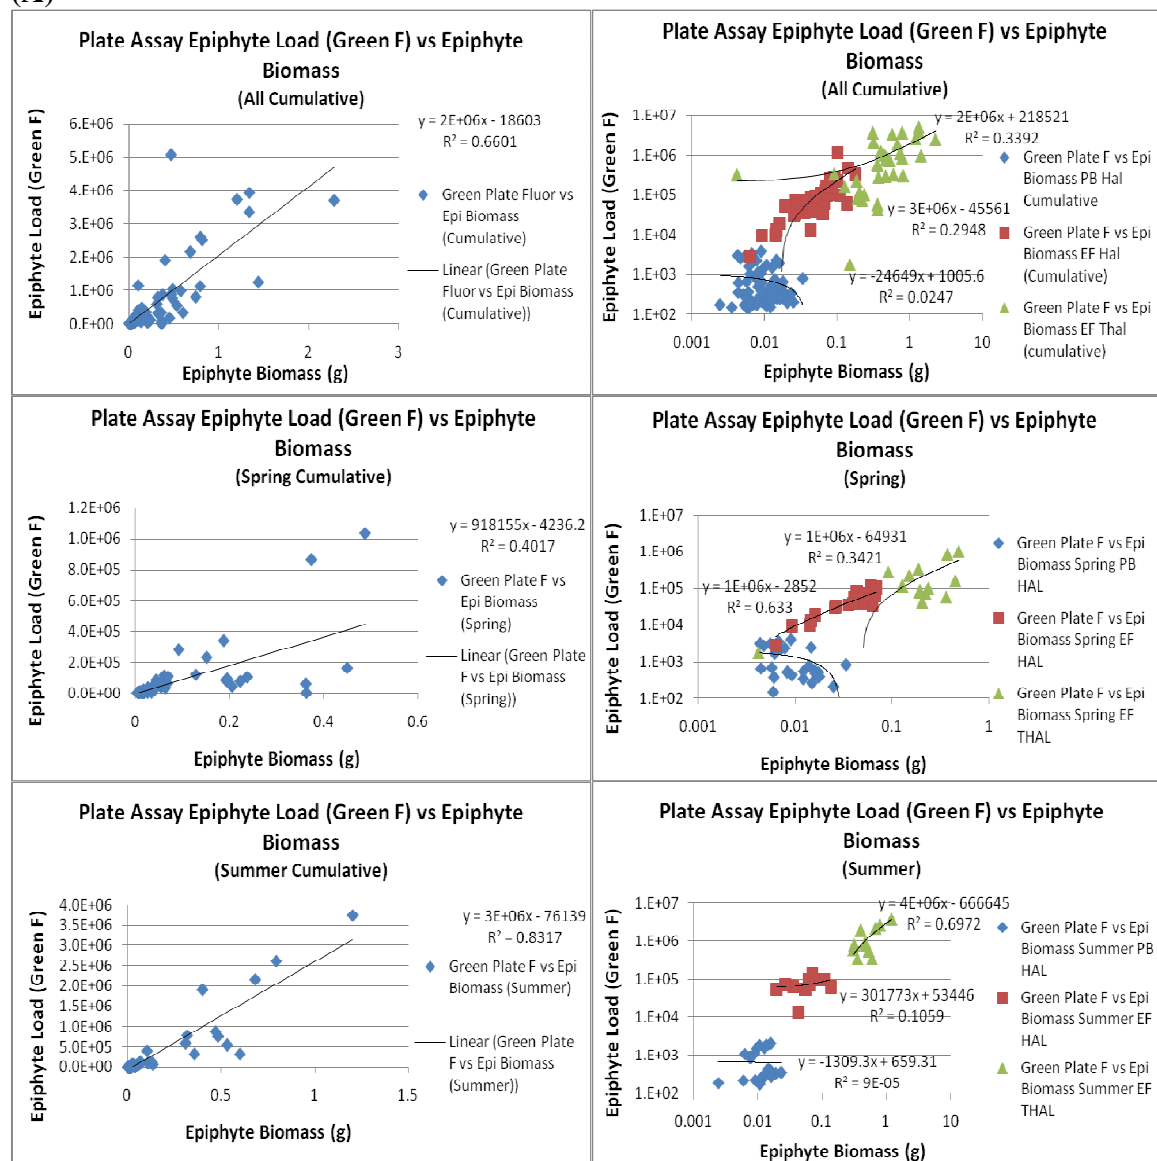 (A)
Plate Assay Epiphyte Load (Green F) vs Epiphyte
Biomass
(All Cumulative)
Epiphyte Load (Green F)
6.E+06
5.E+06
4.E+06
3.E+06
2.E+06
1.E+06
0.E+00
0
1
2
3
Epiphyte Biomass (g)
y = 2E+06x - 18603
R² = 0.6601
Green Plate Fluor vs
Epi Biomass
(Cumulative)
Linear (Green Plate
Fluor vs Epi Biomass
(Cumulative))
Plate Assay Epiphyte Load (Green F) vs Epiphyte
Biomass
(All Cumulative)
Epiphyte Load (Green F)
1.E+07
1.E+06
1.E+05
1.E+04
1.E+03
1.E+02
0.001
0.01
0.1
1
10
Epiphyte Biomass (g)
y = 2E+06x + 218521
R² = 0.3392
y = 3E+06x - 45561
R² = 0.2948
y = -24649x + 1005.6
R² = 0.0247
Green Plate F vs Epi
Biomass PB Hal
Cumulative
Green Plate F vs Epi
Biomass EF Hal
(Cumulative)
Green Plate F vs Epi
Biomass EF Thal
(cumulative)
Plate Assay Epiphyte Load (Green F) vs Epiphyte
Biomass
(Spring Cumulative)
Epiphyte Load (Green F)
1.2E+06
1.0E+06
8.0E+05
6.0E+05
4.0E+05
2.0E+05
0.0E+00
0
0.2
0.4
0.6
Epiphyte Biomass (g)
y = 918155x - 4236.2
R² = 0.4017
Green Plate F vs
Epi Biomass
(Spring)
Linear (Green Plate
F vs Epi Biomass
(Spring))
Plate Assay Epiphyte Load (Green F) vs Epiphyte
Biomass
(Spring)
Epiphyte Load (Green F)
1.E+07
1.E+06
1.E+05
1.E+04
1.E+03
1.E+02
0.001
0.01
0.1
1
Epiphyte Biomass (g)
y = 1E+06x - 64931
R² = 0.3421
y = 1E+06x - 2852
R² = 0.633
Green Plate F vs Epi
Biomass Spring PB
HAL
Green Plate F vs Epi
Biomass Spring EF
HAL
Green Plate F vs Epi
Biomass Spring EF
THAL
Plate Assay Epiphyte Load (Green F) vs Epiphyte
Biomass
(Summer Cumulative)
Epiphyte Load (Green F)
4.0E+06
3.5E+06
3.0E+06
2.5E+06
2.0E+06
1.5E+06
1.0E+06
5.0E+05
0.0E+00
0
0.5
1
1.5
Epiphyte Biomass (g)
y = 3E+06x - 76139
R² = 0.8317
Green Plate F vs Epi
Biomass (Summer)
Linear (Green Plate
F vs Epi Biomass
(Summer))
Plate Assay Epiphyte Load (Green F) vs Epiphyte
Biomass
(Summer)
Epiphyte Load (Green F)
1.E+07
1.E+06
1.E+05
1.E+04
1.E+03
1.E+02
0.001
0.01
0.1
1
10
Epiphyte Biomass (g)
y = 4E+06x - 666645
R² = 0.6972
y = 301773x + 53446
R² = 0.1059
y = -1309.3x + 659.31
R² = 9E-05
Green Plate F vs Epi
Biomass Summer PB
HAL
Green Plate F vs Epi
Biomass Summer EF
HAL
Green Plate F vs Epi
Biomass Summer EF
THAL